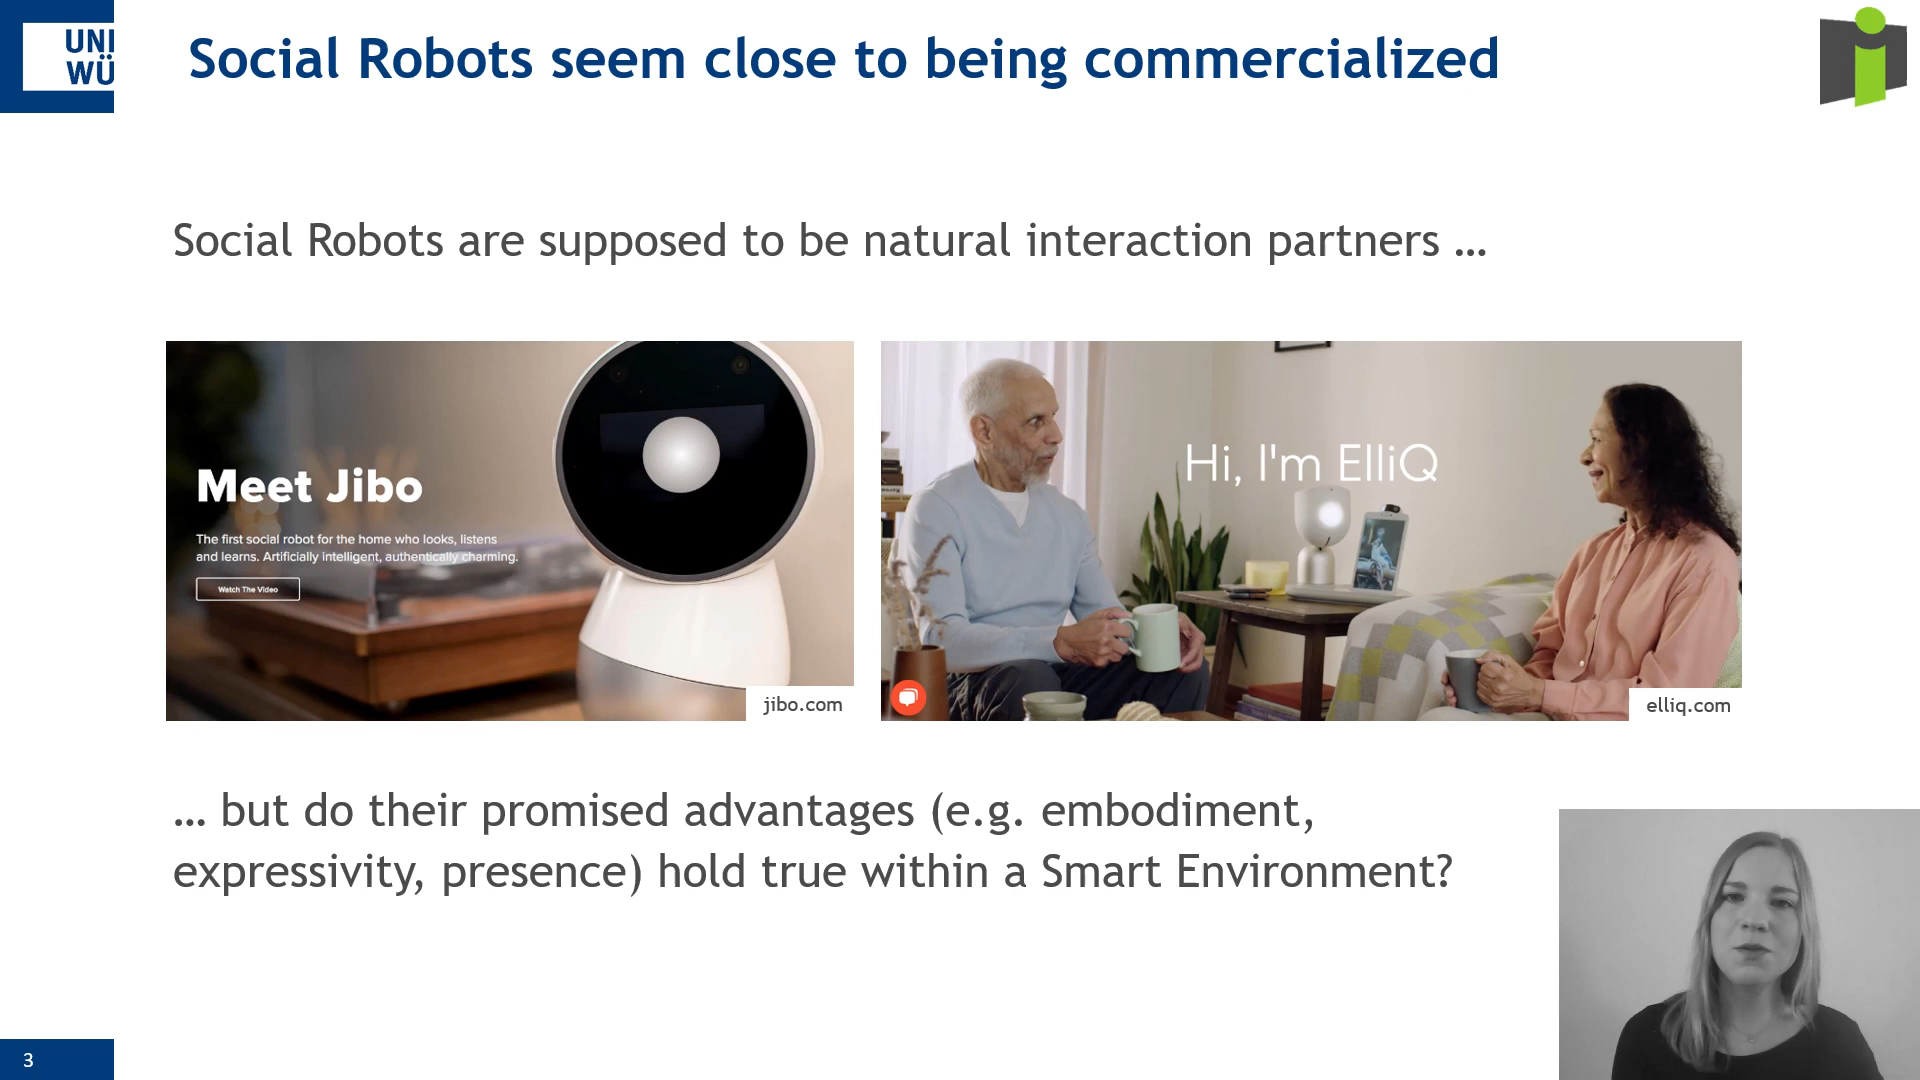 UNI
WÜ
Social Robots seem close to being commercialized
Social Robots are supposed to be natural interaction partners …
Meet Jibo
The first social robot for the home who looks, listens
and learns. Artificially intelligent, authentically charming.
Watch The Video
jibo.com
Hi, I'm ElliQ
elliq.com
… but do their promised advantages (e.g. embodiment,
expressivity, presence) hold true within a Smart Environment?
3